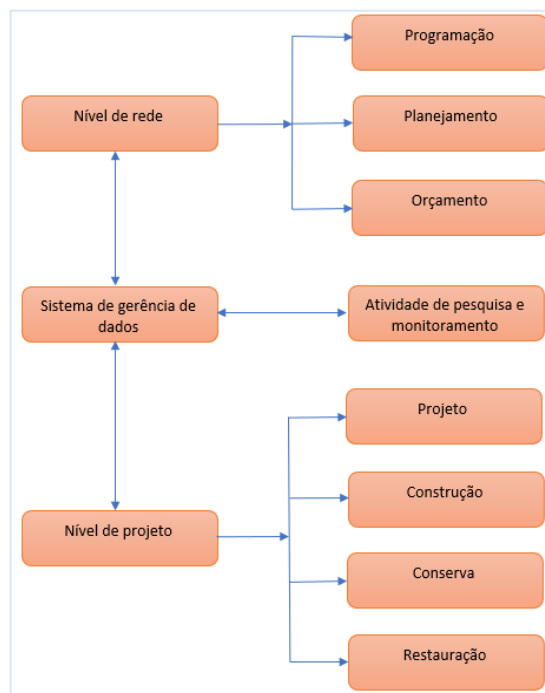 Programação
Nível de rede
Planejamento
Orçamento
Sistema de gerência de
dados
Atividade de pesquisa e
monitoramento
Projeto
Construção
Nível de projeto
Conserva
Restauração